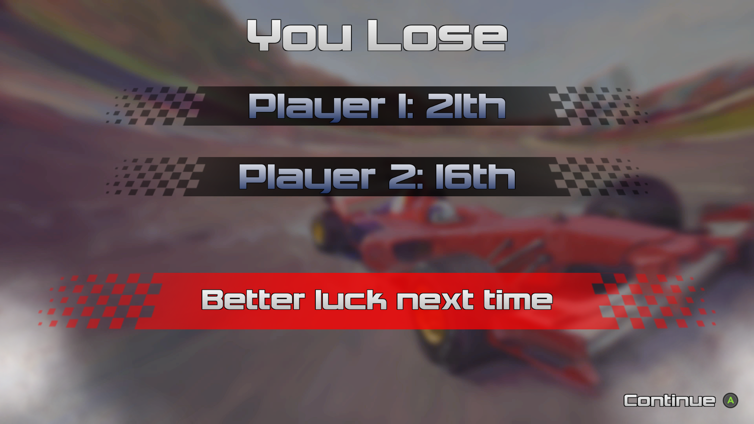 You Lose
Player 1: 21th
Player 2: 16th
Better luck next time
Continue A